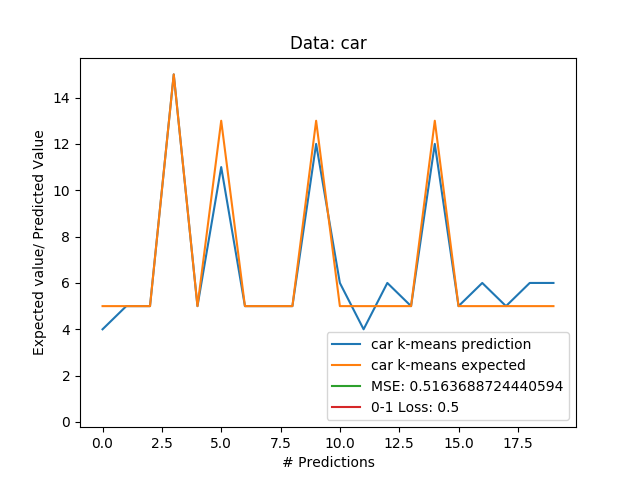 Data: car
Expected value/ Predicted Value
14
12
10
8
6
4
2
0
car k-means prediction
car k-means expected
MSE: 0.5163688724440594
0-1 Loss: 0.5
0.0 2.5 5.0 7.5 10.0 12.5 15.0 17.5
# Predictions